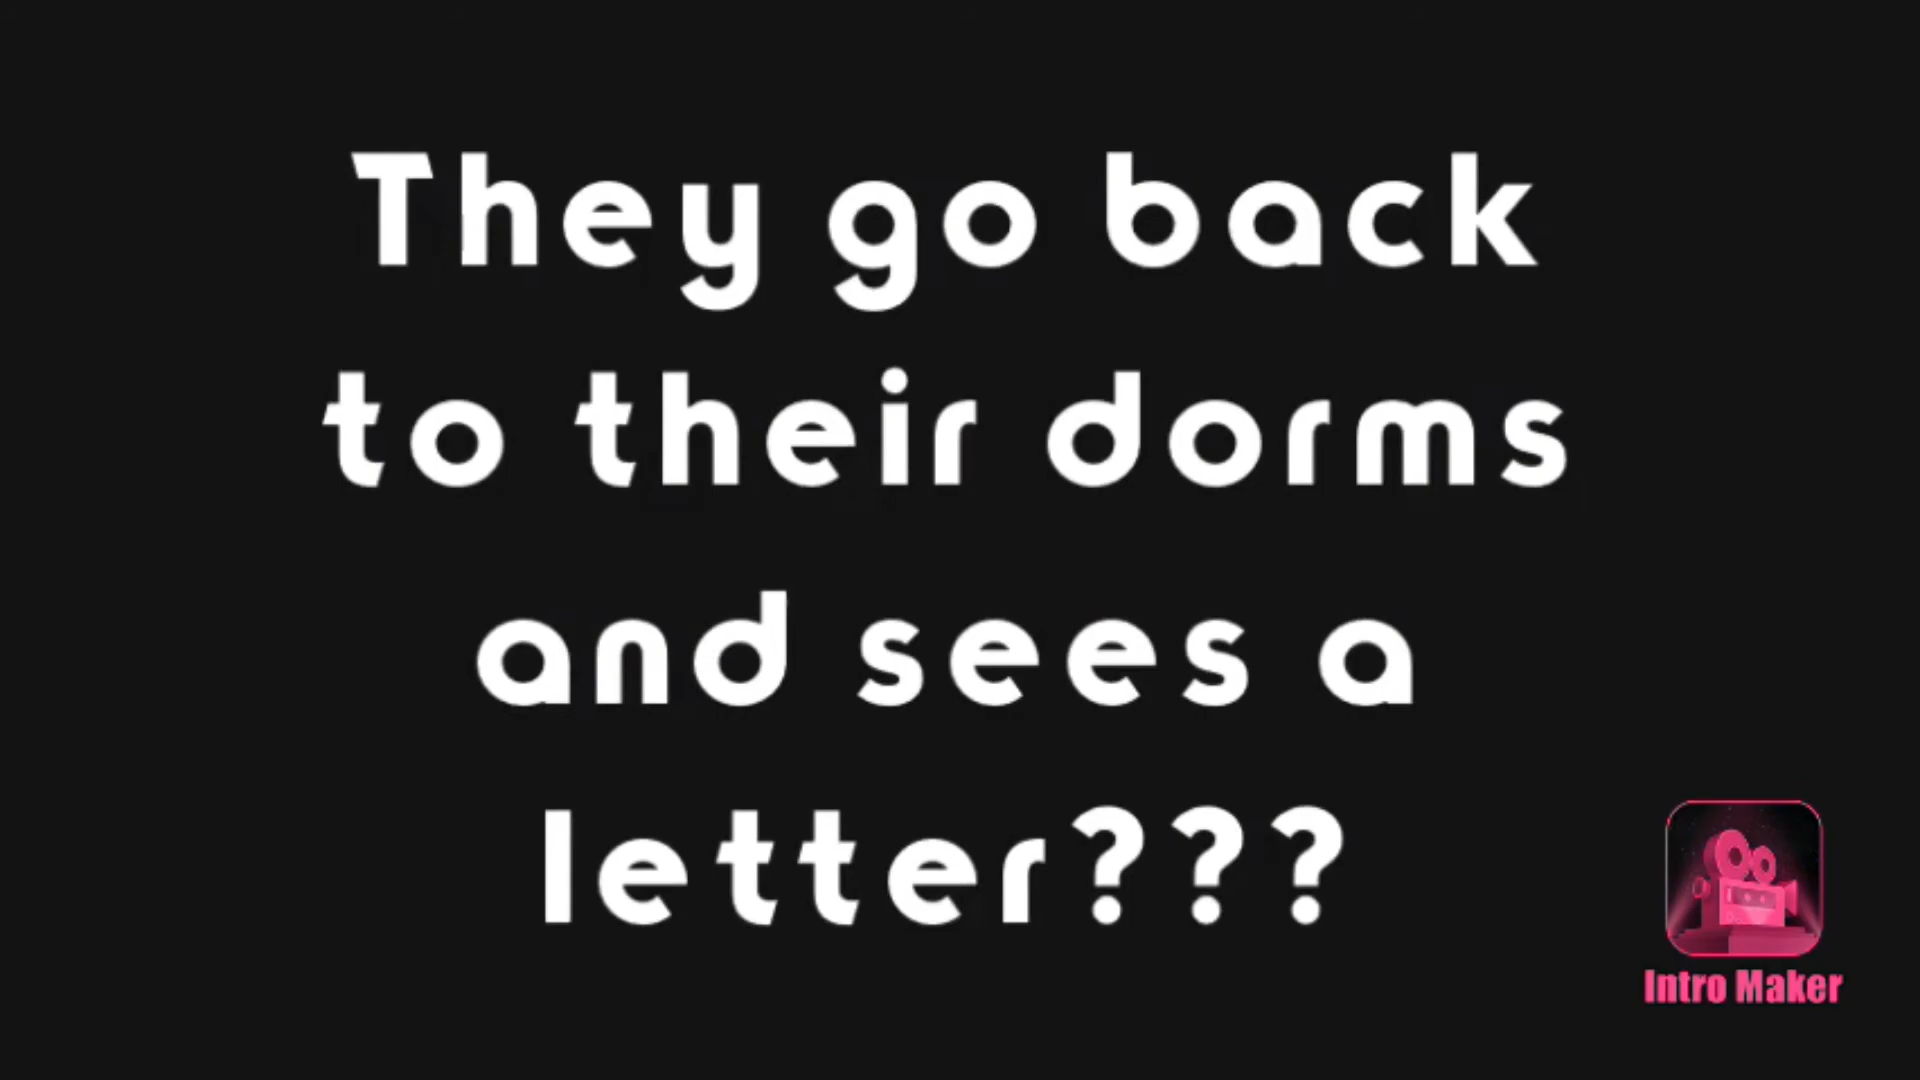 They go back
to their dorms
and sees a
letter???
Intro Maker